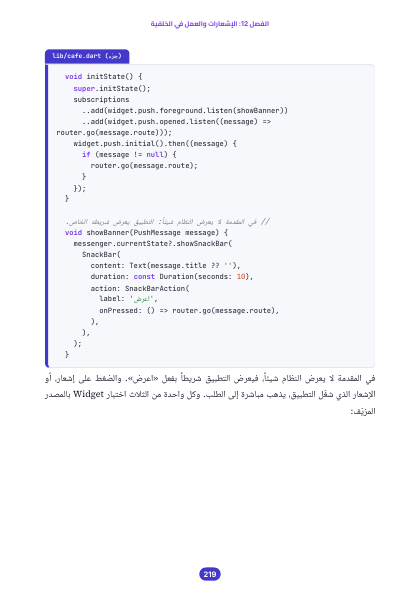 الفصل 12: الإشعارات والعمل في الخلفية
lib/cafe.dart (جزء)
void initState() {
super.initState();
subscriptions
..add(widget.push.foreground.listen(showBanner))
..add(widget.push.opened.listen((message) =>
router.go(message.route)));
widget.push.initial().then((message) {
if (message != null) {
router.go(message.route);
}
});
}
// في المقدمة لا يعرض النظام شيئاً: التطبيق يعرض شريطه الخاص.
void showBanner(PushMessage message) {
messenger.currentState?.showSnackBar(
SnackBar(
content: Text(message.title ?? ''),
duration: const Duration(seconds: 10),
action: SnackBarAction(
label: 'اعرض',
onPressed: () => router.go(message.route),
),
),
);
}
في المقدمة لا يعرض النظام شيئاً، فيعرض التطبيق شريطاً بفعل «اعرض». والضغط على إشعار، أو
الإشعار الذي شغّل التطبيق، يذهب مباشرة إلى الطلب. وكل واحدة من الثلاث اختبار Widget بالمصدر
المزيّف:
219